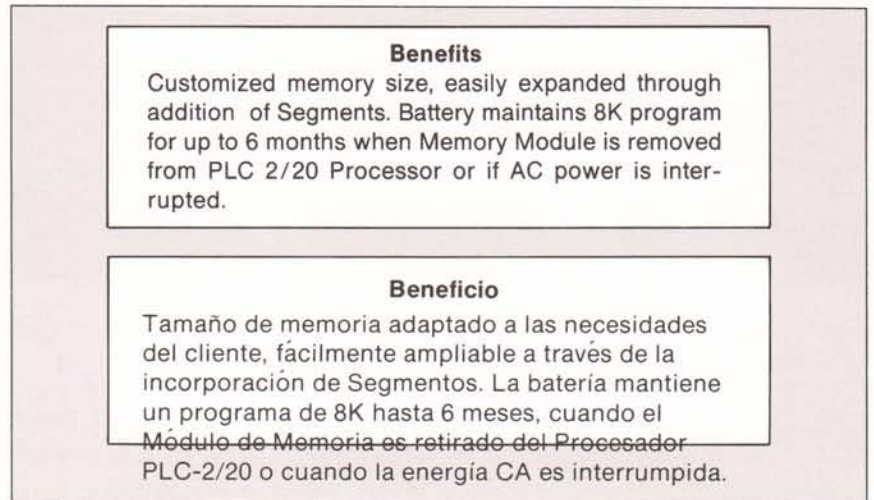 Benefits
Customized memory size, easily expanded through
addition of Segments. Battery maintains 8K program
for up to 6 months when Memory Module is removed
from PLC 2/20 Processor or if AC power is inter-
rupted.
Beneficio
Tamaño de memoria adaptado a las necesidades
del cliente, fácilmente ampliable a través de la
incorporación de Segmentos. La batería mantiene
un programa de 8K hasta 6 meses, cuando el
Módulo de Memoria es retirado del Procesador
PLC-2/20 o cuando la energía CA es interrumpida.